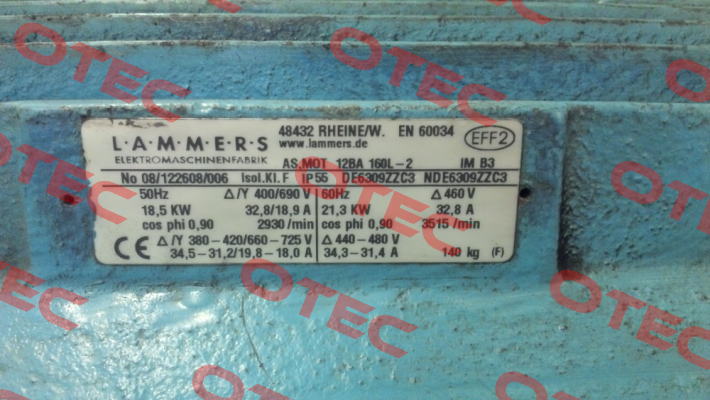 OTEC
OTEC
OTEC
48432 RHEINE/W. EN 60034
L·A·M·M·E·R·S www.lammers.de EFF2
ELEKTROMASCHINENFABRIK
AS.MOT 12BA 160L-2 IM B3
No 08/122608/006 Isol.Kl.F IP 55 DE6309ZZC3 NDE6309ZZC3
50Hz Δ/Y 400/690 V 60Hz Δ 460 V
18,5 KW 32,8/18,9 A 21,3 KW 32,8 A
cos phi 0,90 2930 /min cos phi 0,90 3515 /min
CE Δ/Y 380-420/660-725 V Δ 440-480 V
34,5-31,2/19,8-18,0 A 34,3-31,4 A 140 kg (F)
OTEC
OTEC
OTEC
OTEC
OTEC
OTEC